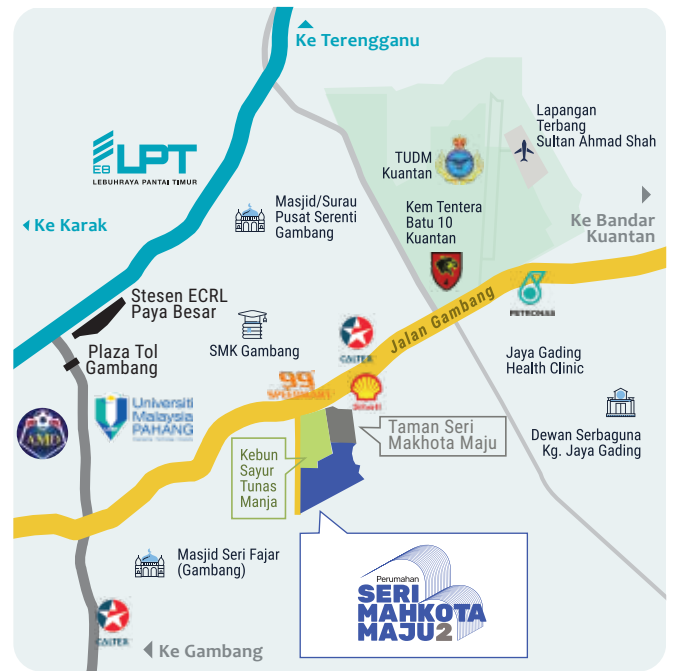 Ke Terengganu
Lapangan
Terbang
Sultan Ahmad Shah
TUDM
Kuantan
E8 LPT
LEBUHRAYA PANTAI TIMUR
Masjid/Surau
Pusat Serenti
Gambang
Kem Tentera
Batu 10
Kuantan
Ke Bandar
Kuantan
Ke Karak
Stesen ECRL
Paya Besar
Jalan Gambang
PETRONAS
Plaza Tol
Gambang
SMK Gambang
CALTEX
Jaya Gading
Health Clinic
99
SPEEDMART
Shell
AMD
Universiti
Malaysia
PAHANG
Taman Seri
Makhota Maju
Dewan Serbaguna
Kg. Jaya Gading
Kebun
Sayur
Tunas
Manja
Masjid Seri Fajar
(Gambang)
Perumahan
SERI
MAHKOTA
MAJU2
CALTEX
Ke Gambang